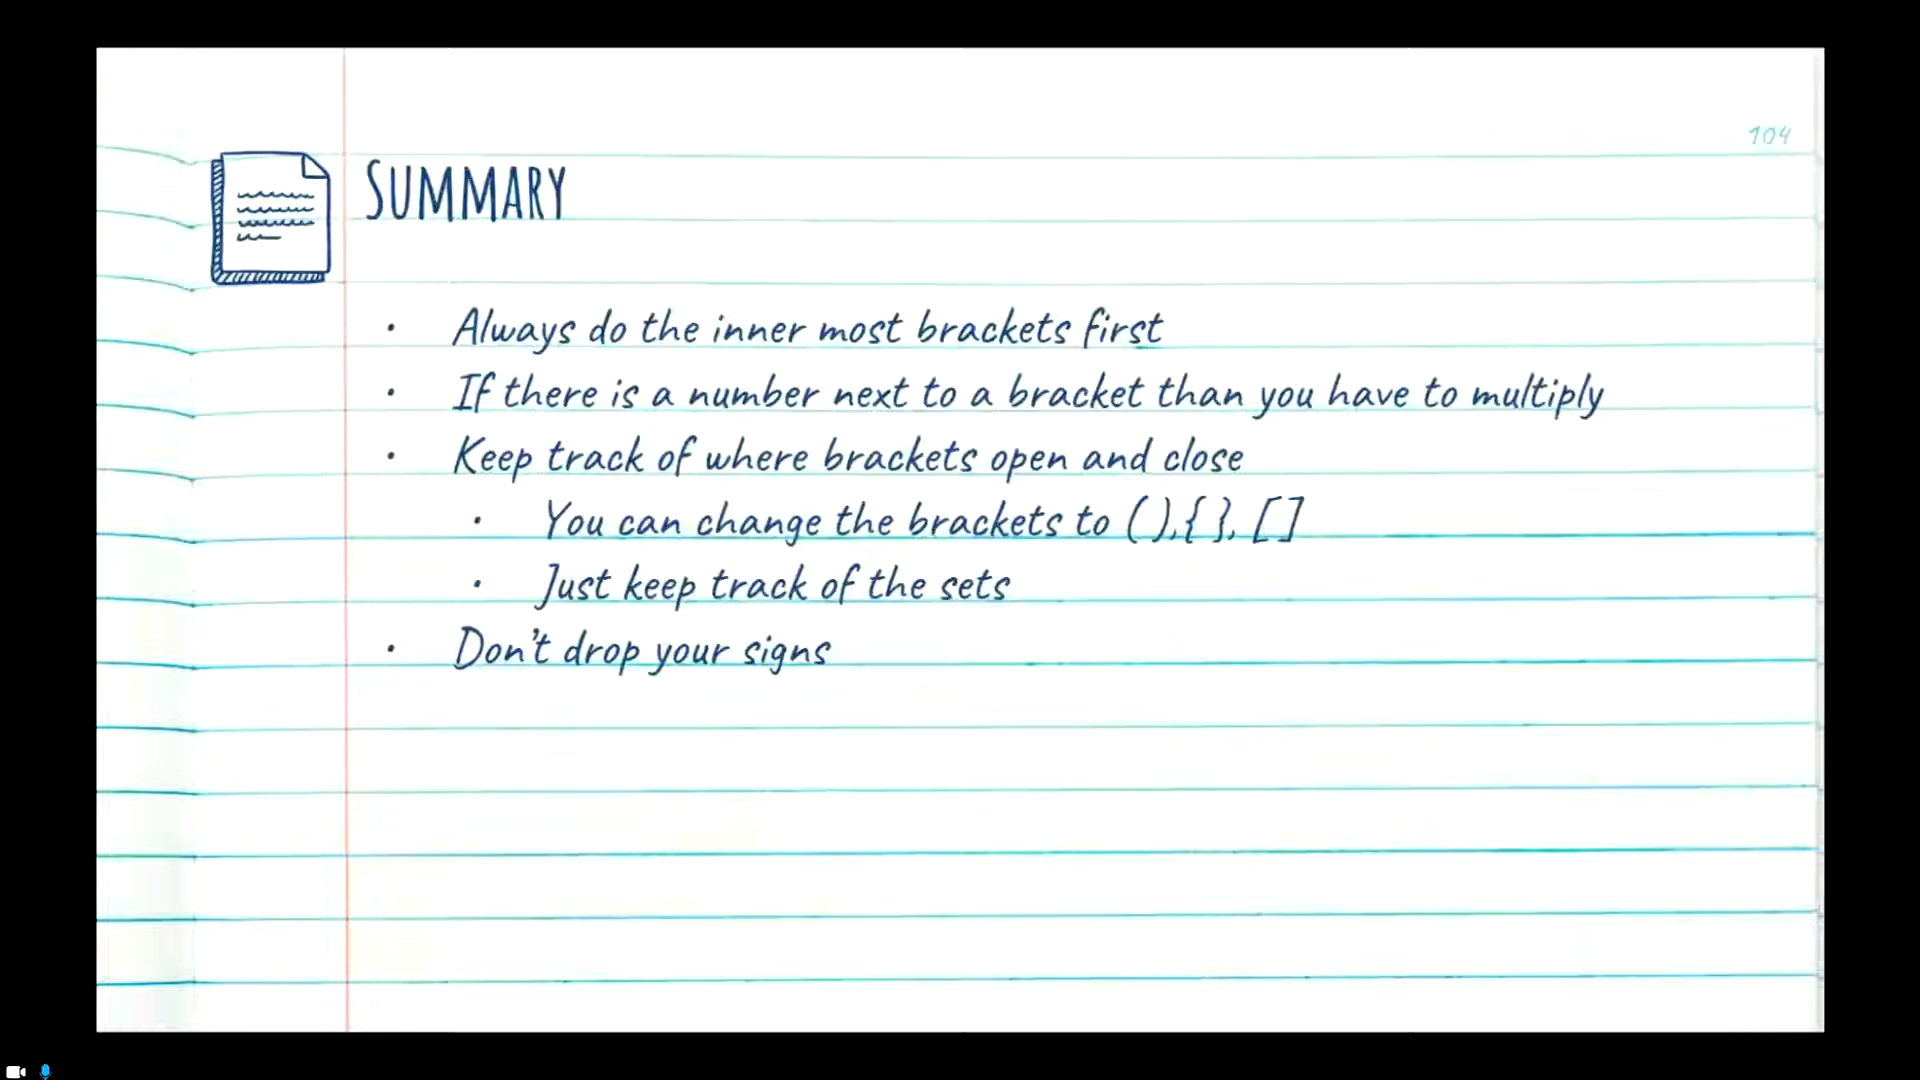 104
SUMMARY
• Always do the inner most brackets first
• If there is a number next to a bracket than you have to multiply
• Keep track of where brackets open and close
• You can change the brackets to ( ),{ }, [ ]
• Just keep track of the sets
• Don't drop your signs